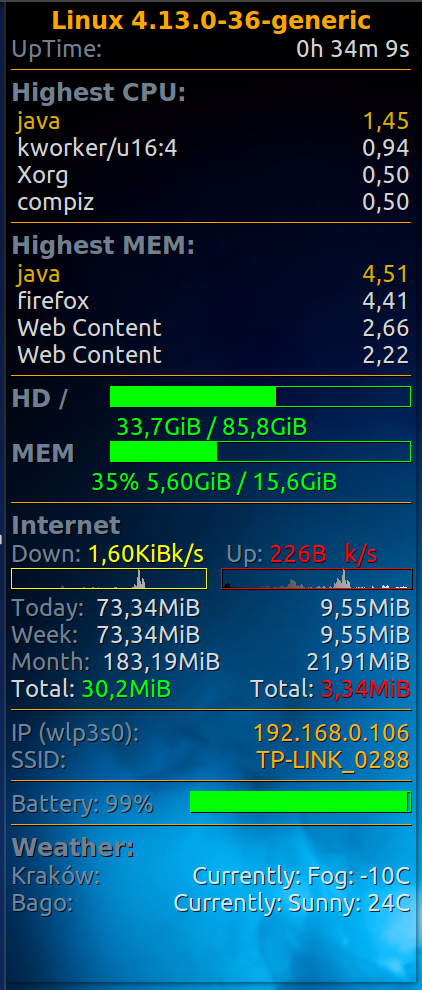 Linux 4.13.0-36-generic
UpTime: 0h 34m 9s
Highest CPU:
java 1,45
kworker/u16:4 0,94
Xorg 0,50
compiz 0,50
Highest MEM:
java 4,51
firefox 4,41
Web Content 2,66
Web Content 2,22
HD /
33,7GiB / 85,8GiB
MEM
35% 5,60GiB / 15,6GiB
Internet
Down: 1,60KiBk/s Up: 226B k/s
Today: 73,34MiB 9,55MiB
Week: 73,34MiB 9,55MiB
Month: 183,19MiB 21,91MiB
Total: 30,2MiB Total: 3,34MiB
IP (wlp3s0): 192.168.0.106
SSID: TP-LINK_0288
Battery: 99%
Weather:
Kraków: Currently: Fog: -10C
Bago: Currently: Sunny: 24C